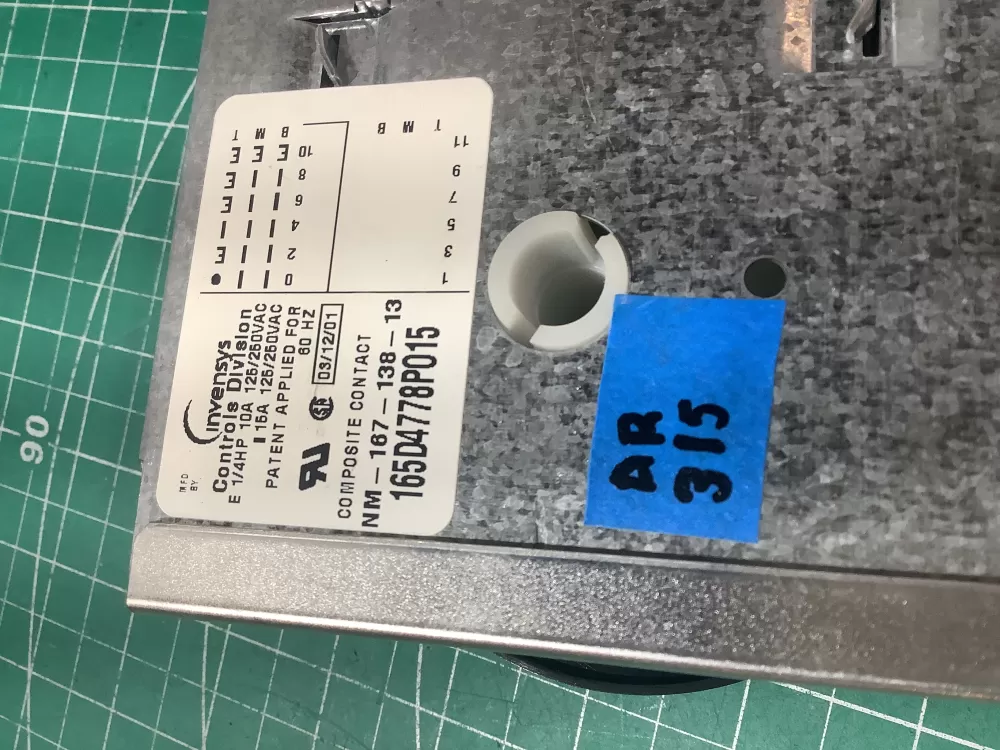 MFD
BY
invensys
Controls Division
E 1/4HP 10A 125/250VAC
I 15A 125/250VAC
PATENT APPLIED FOR
60 HZ
03/12/01
COMPOSITE CONTACT
NM-167-138-13
165D4778P015
1 0 I I ●
3 2 I I E
5 4 I I I
7 6 I I E
9 8 I I E
11 10 E E E
T M B B M T
AR
315
90